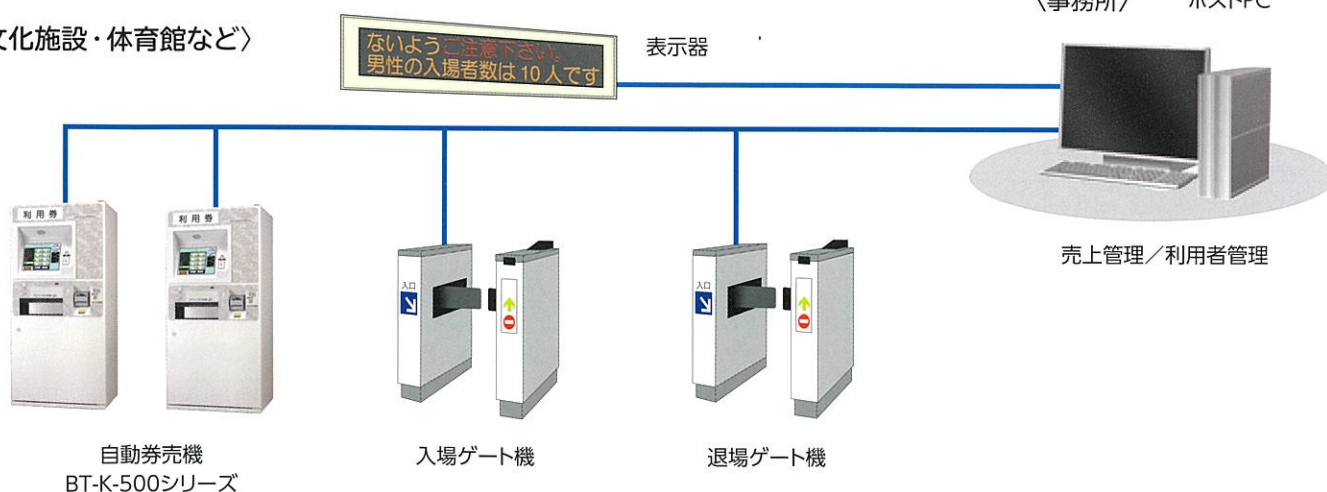 〈事務所〉 ホストPC
文化施設・体育館など〉
ないようご注意下さい。
男性の入場者数は10人です
表示器
利用券
利用券
入口
入口
売上管理／利用者管理
自動券売機
BT-K-500シリーズ
入場ゲート機
退場ゲート機